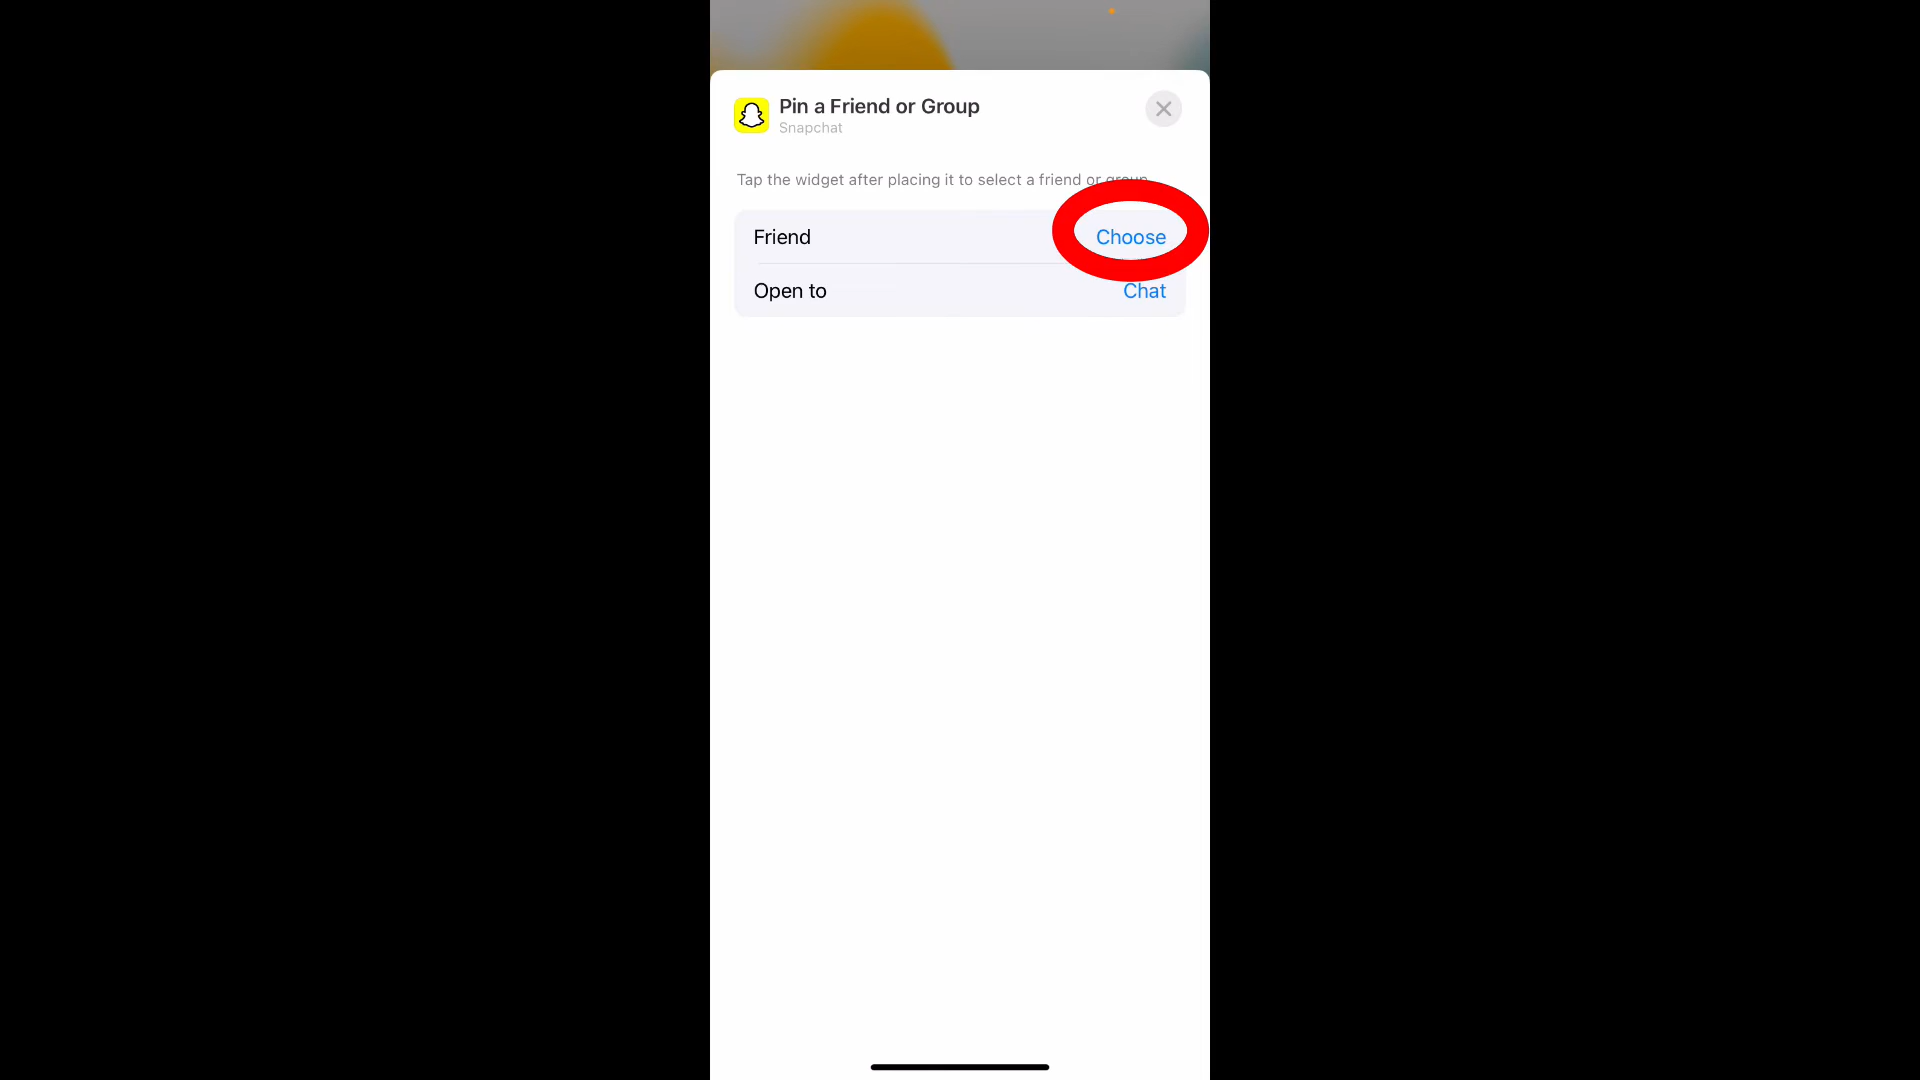 Pin a Friend or Group
Snapchat
Tap the widget after placing it to select a friend or group.
Friend
Choose
Open to
Chat